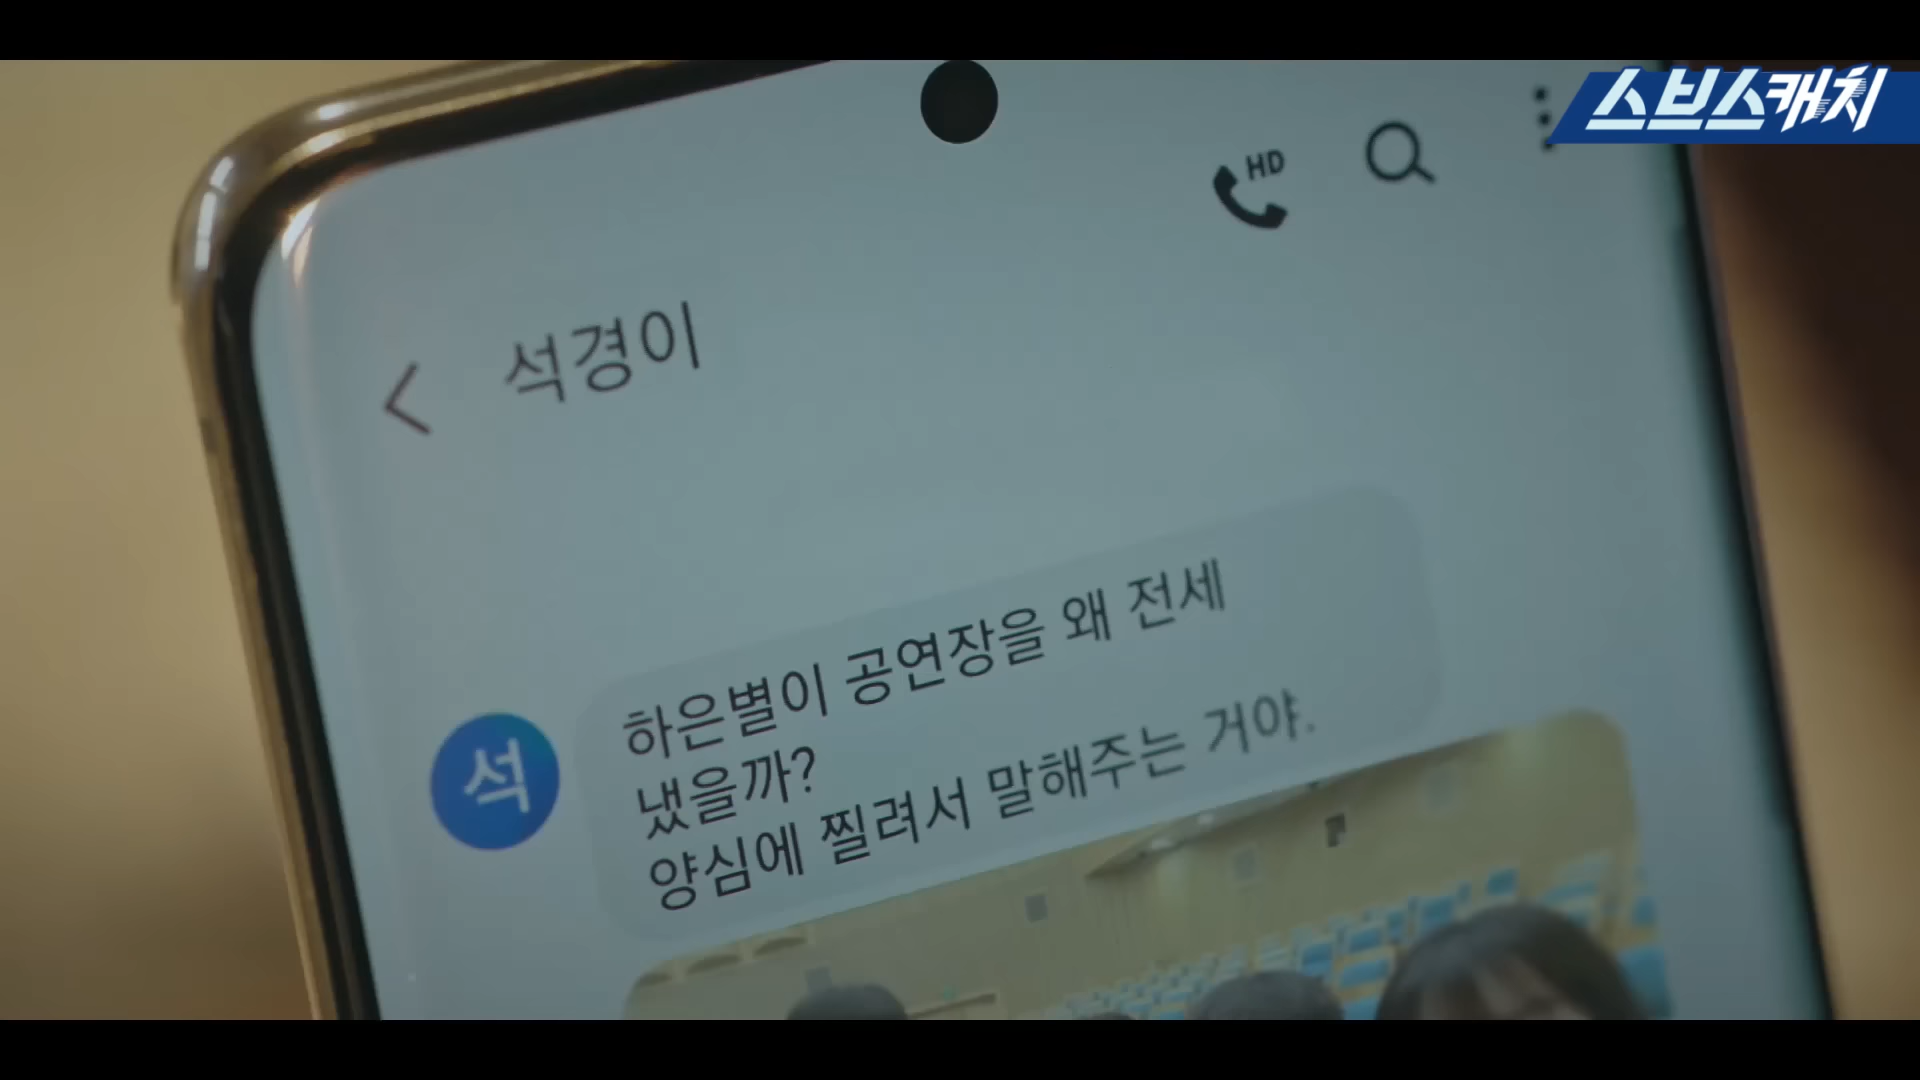 스브스캐치
HD
석경이
하은별이 공연장을 왜 전세
냈을까?
양심에 찔려서 말해주는 거야.
석